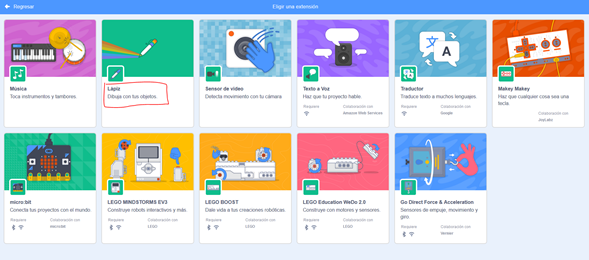 Regresar
Elegir una extensión
Música
Toca instrumentos y tambores.
Lápiz
Dibuja con tus objetos.
Sensor de video
Detecta movimiento con tu cámara.
Texto a Voz
Haz que tu proyecto hable.
Requiere
Colaboración con
Amazon Web Services
Traductor
Traduce texto a muchos lenguajes.
Requiere
Colaboración con
Google
Makey Makey
Haz que cualquier cosa sea una
tecla.
Colaboración con
JoyLabz
micro:bit
Conecta tus proyectos con el mundo.
Requiere
Colaboración con
micro:bit
LEGO MINDSTORMS EV3
Construye robots interactivos y más.
Requiere
Colaboración con
LEGO
LEGO BOOST
Dale vida a tus creaciones robóticas.
Requiere
Colaboración con
LEGO
LEGO Education WeDo 2.0
Construye con motores y sensores.
Requiere
Colaboración con
LEGO
Go Direct Force & Acceleration
Sensores de empuje, movimiento y
giro.
Requiere
Colaboración con
Vernier